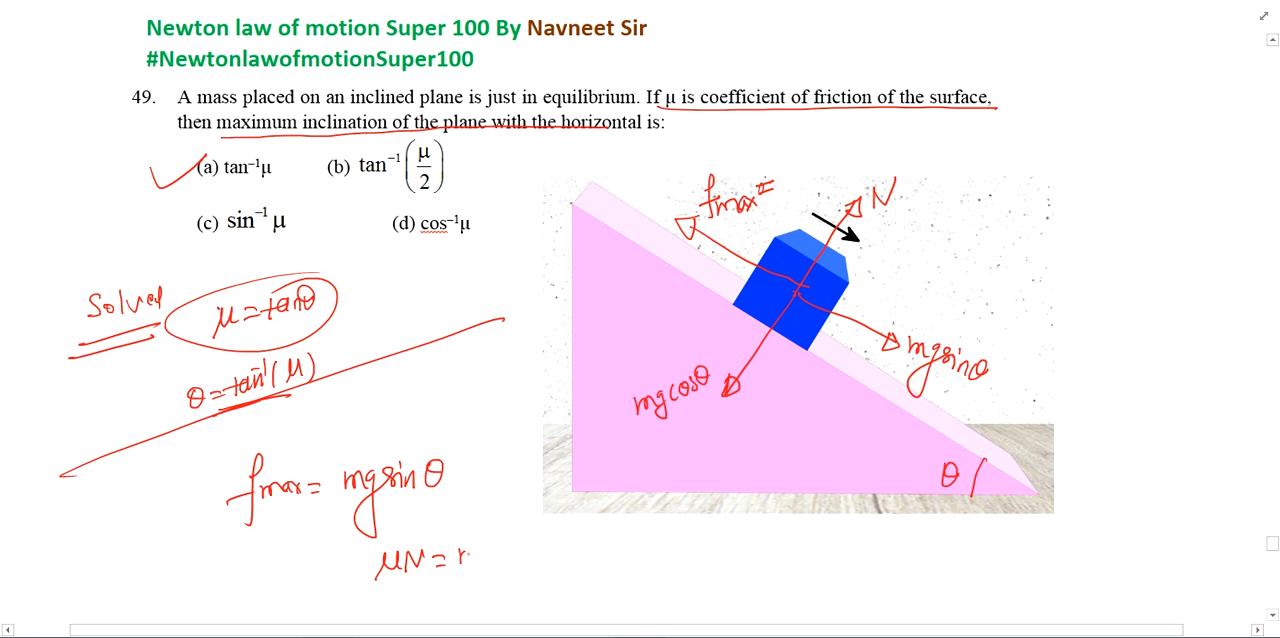 Newton law of motion Super 100 By Navneet Sir
#NewtonlawofmotionSuper100
49. A mass placed on an inclined plane is just in equilibrium. If μ is coefficient of friction of the surface,
then maximum inclination of the plane with the horizontal is:
(a) tan⁻¹μ (b) tan⁻¹(μ/2)
(c) sin⁻¹ μ (d) cos⁻¹μ
Solved
μ = tanθ
θ = tan⁻¹(μ)
fmax = mg sin θ
μN =
fmax =
N
mg sinθ
mg cosθ
θ